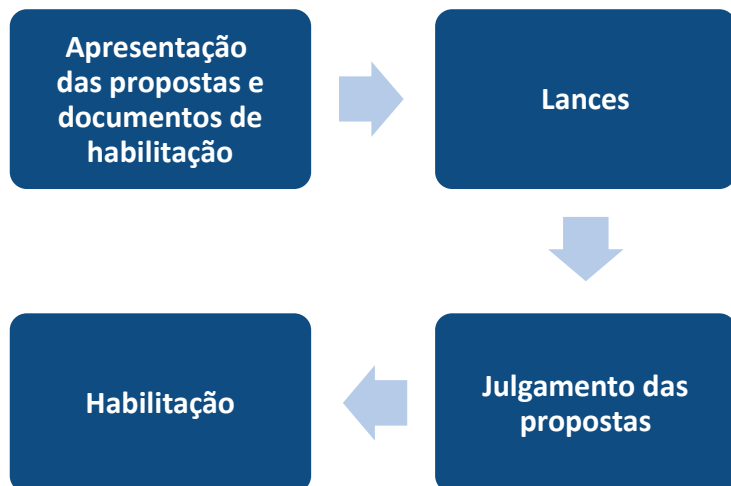 Apresentação
das propostas e
documentos de
habilitação
Lances
Julgamento das
propostas
Habilitação